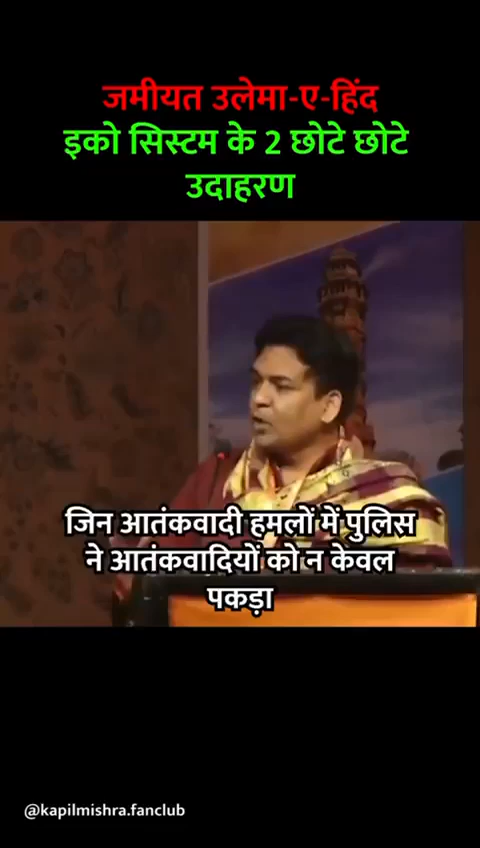 जमीयत उलेमा-ए-हिंद
इको सिस्टम के 2 छोटे छोटे
उदाहरण
जिन आतंकवादी हमलों में पुलिस
ने आतंकवादियों को न केवल
पकड़ा
@kapilmishra.fanclub